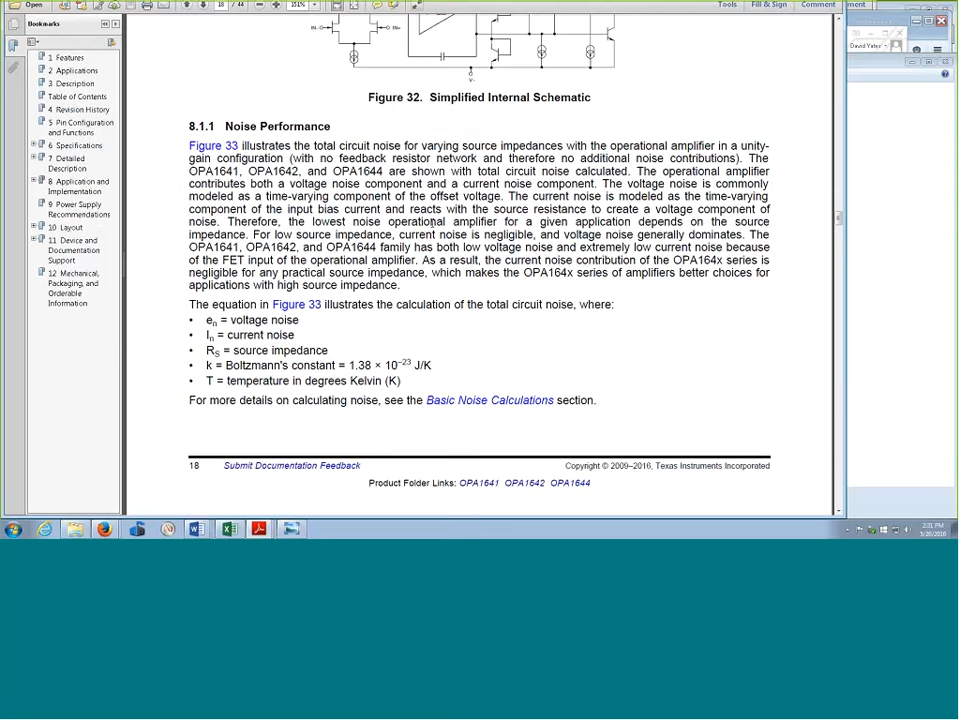 Open
18 / 44
151%
Tools
Fill & Sign
Comment
ment
Bookmarks
1 Features
2 Applications
3 Description
Table of Contents
4 Revision History
5 Pin Configuration
and Functions
6 Specifications
7 Detailed
Description
8 Application and
Implementation
9 Power Supply
Recommendations
10 Layout
11 Device and
Documentation
Support
12 Mechanical,
Packaging, and
Orderable
Information
IN-
IN+
V-
David Yates
Figure 32. Simplified Internal Schematic
8.1.1 Noise Performance
Figure 33 illustrates the total circuit noise for varying source impedances with the operational amplifier in a unity-
gain configuration (with no feedback resistor network and therefore no additional noise contributions). The
OPA1641, OPA1642, and OPA1644 are shown with total circuit noise calculated. The operational amplifier
contributes both a voltage noise component and a current noise component. The voltage noise is commonly
modeled as a time-varying component of the offset voltage. The current noise is modeled as the time-varying
component of the input bias current and reacts with the source resistance to create a voltage component of
noise. Therefore, the lowest noise operational amplifier for a given application depends on the source
impedance. For low source impedance, current noise is negligible, and voltage noise generally dominates. The
OPA1641, OPA1642, and OPA1644 family has both low voltage noise and extremely low current noise because
of the FET input of the operational amplifier. As a result, the current noise contribution of the OPA164x series is
negligible for any practical source impedance, which makes the OPA164x series of amplifiers better choices for
applications with high source impedance.
The equation in Figure 33 illustrates the calculation of the total circuit noise, where:
• en = voltage noise
• In = current noise
• RS = source impedance
• k = Boltzmann's constant = 1.38 × 10–23 J/K
• T = temperature in degrees Kelvin (K)
For more details on calculating noise, see the Basic Noise Calculations section.
18 Submit Documentation Feedback
Copyright © 2009–2016, Texas Instruments Incorporated
Product Folder Links: OPA1641 OPA1642 OPA1644
2:31 PM
5/26/2016